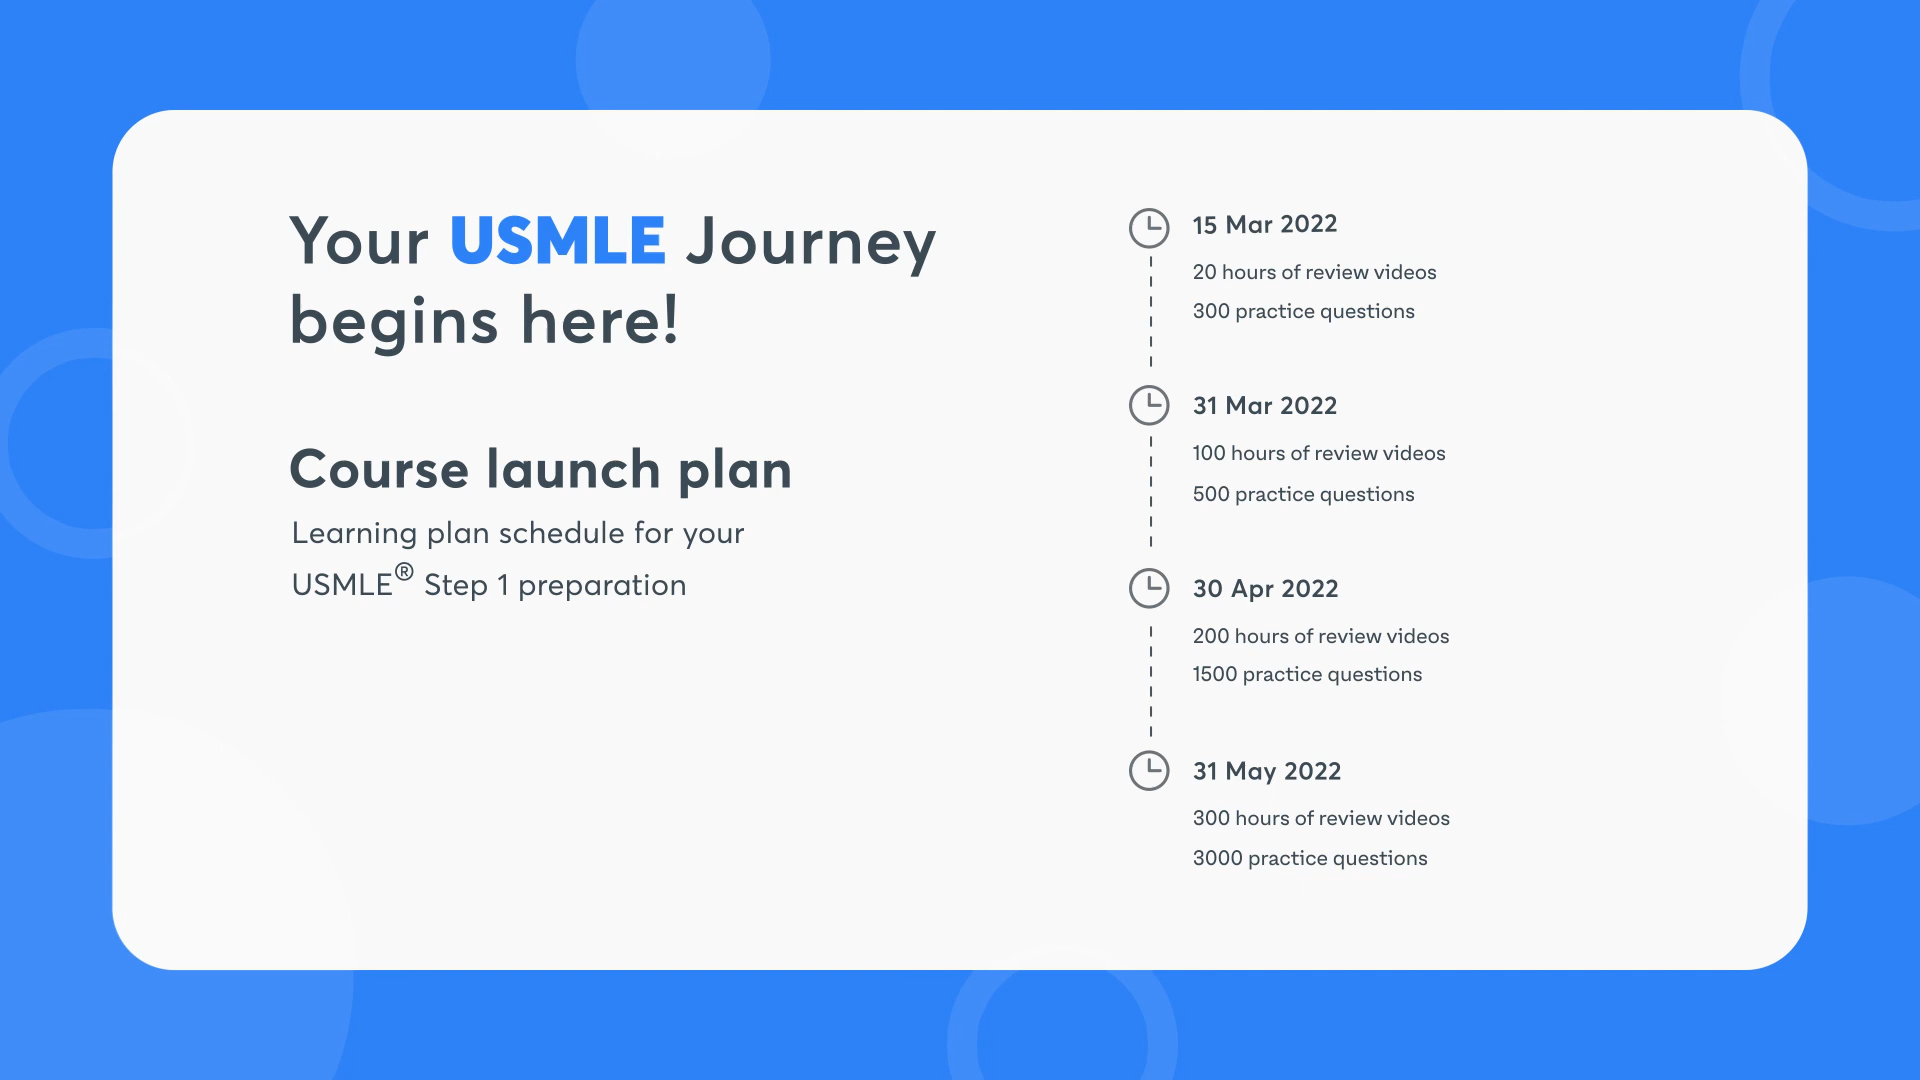 Your USMLE Journey
begins here!
Course launch plan
Learning plan schedule for your
USMLE® Step 1 preparation
15 Mar 2022
20 hours of review videos
300 practice questions
31 Mar 2022
100 hours of review videos
500 practice questions
30 Apr 2022
200 hours of review videos
1500 practice questions
31 May 2022
300 hours of review videos
3000 practice questions